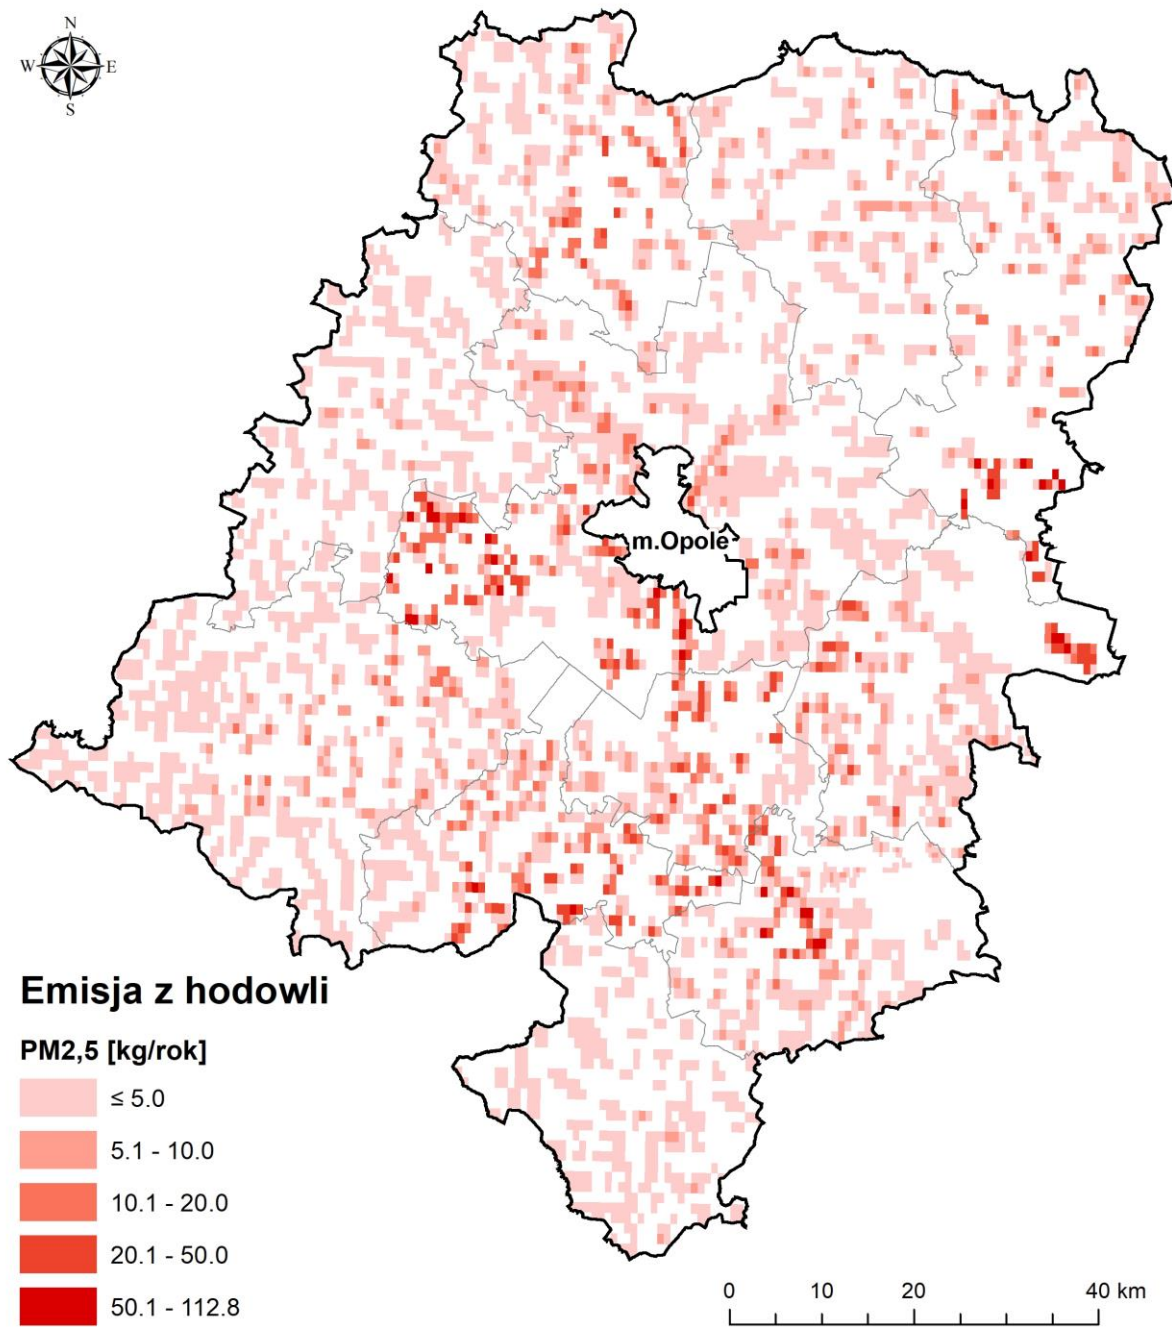 N
W E
S
m.Opole
Emisja z hodowli
PM2,5 [kg/rok]
≤ 5.0
5.1 - 10.0
10.1 - 20.0
20.1 - 50.0
50.1 - 112.8
0 10 20 40 km